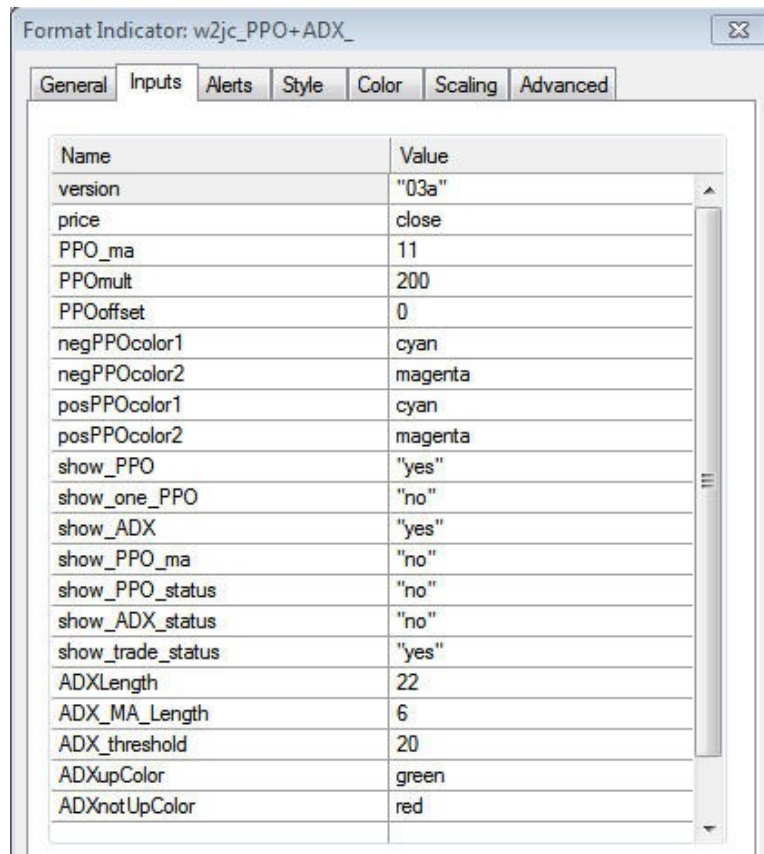 Format Indicator: w2jc_PPO+ADX_
General Inputs Alerts Style Color Scaling Advanced
Name Value
version "03a"
price close
PPO_ma 11
PPOmult 200
PPOoffset 0
negPPOcolor1 cyan
negPPOcolor2 magenta
posPPOcolor1 cyan
posPPOcolor2 magenta
show_PPO "yes"
show_one_PPO "no"
show_ADX "yes"
show_PPO_ma "no"
show_PPO_status "no"
show_ADX_status "no"
show_trade_status "yes"
ADXLength 22
ADX_MA_Length 6
ADX_threshold 20
ADXupColor green
ADXnotUpColor red